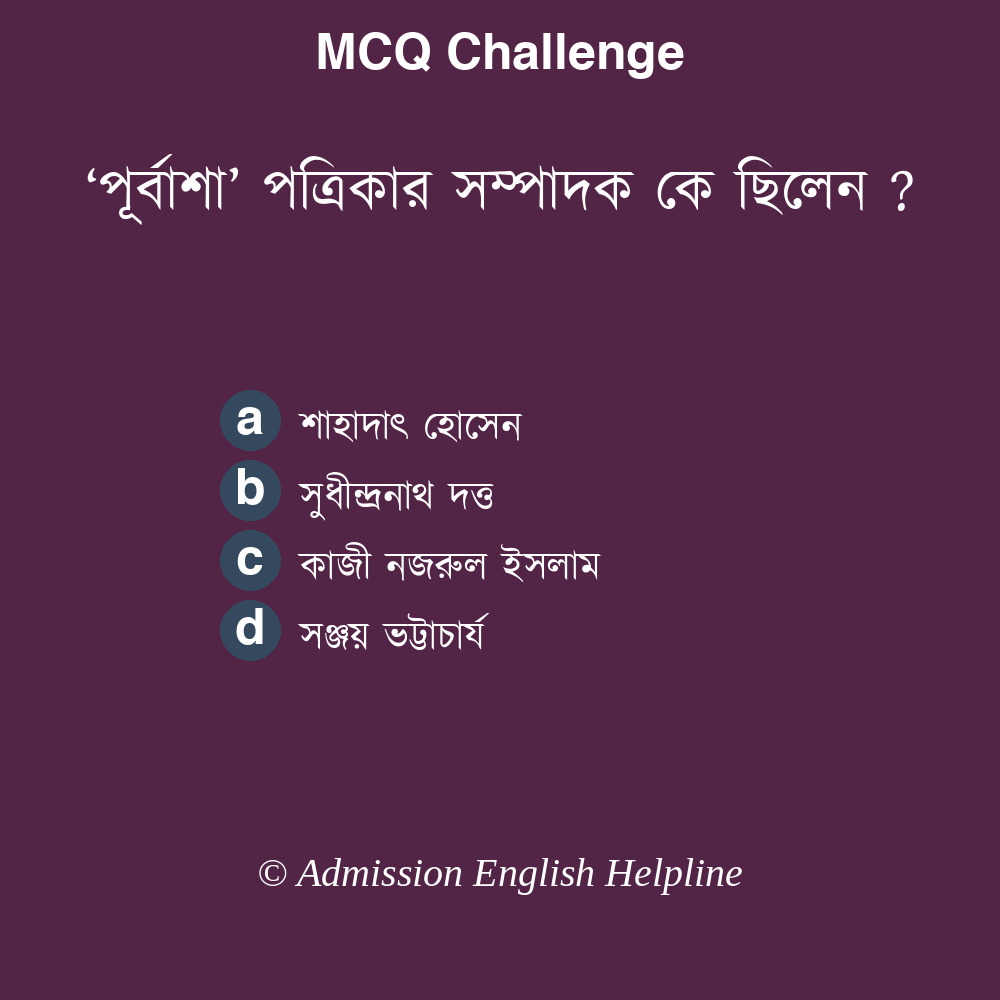 MCQ Challenge
‘পূর্বাশা’ পত্রিকার সম্পাদক কে ছিলেন ?
a শাহাদাৎ হোসেন
b সুধীন্দ্রনাথ দত্ত
c কাজী নজরুল ইসলাম
d সঞ্জয় ভট্টাচার্য
© Admission English Helpline